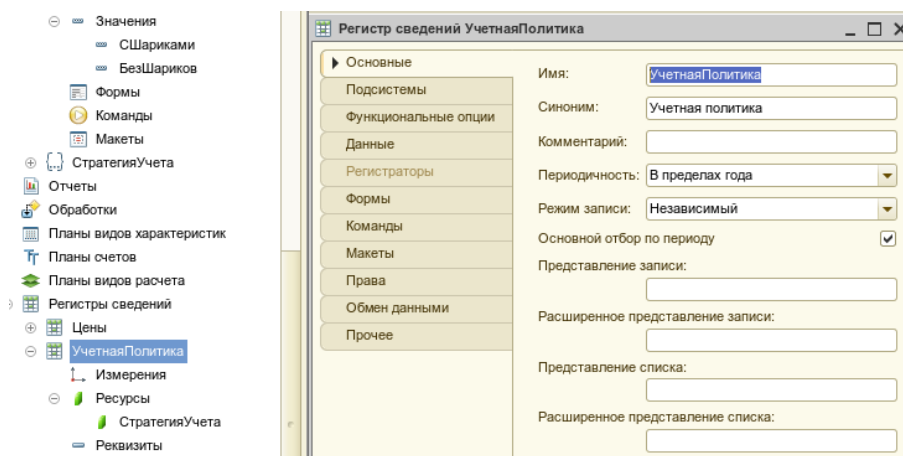 Значения
СШариками
БезШариков
Формы
Команды
Макеты
СтратегияУчета
Отчеты
Обработки
Планы видов характеристик
Планы счетов
Планы видов расчета
Регистры сведений
Цены
УчетнаяПолитика
Измерения
Ресурсы
СтратегияУчета
Реквизиты
Регистр сведений УчетнаяПолитика
Основные
Подсистемы
Функциональные опции
Данные
Регистраторы
Формы
Команды
Макеты
Права
Обмен данными
Прочее
Имя: УчетнаяПолитика
Синоним: Учетная политика
Комментарий:
Периодичность: В пределах года
Режим записи: Независимый
Основной отбор по периоду
Представление записи:
Расширенное представление записи:
Представление списка:
Расширенное представление списка: